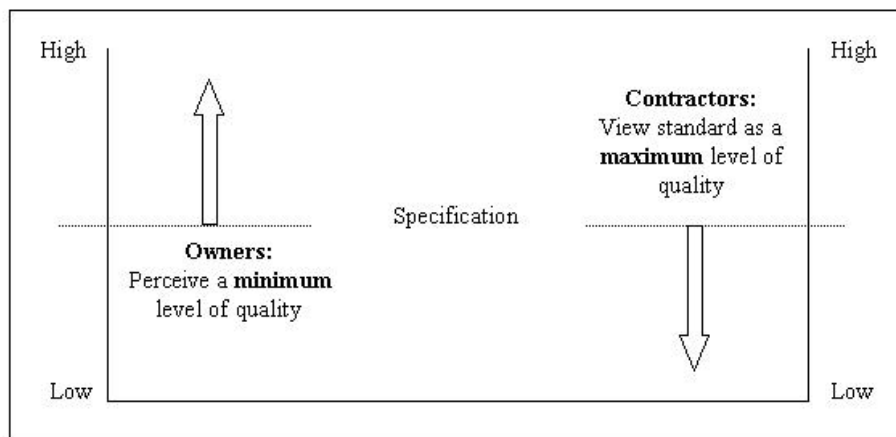 High
High
Contractors:
View standard as a
maximum level of
quality
Specification
Owners:
Perceive a minimum
level of quality
Low
Low